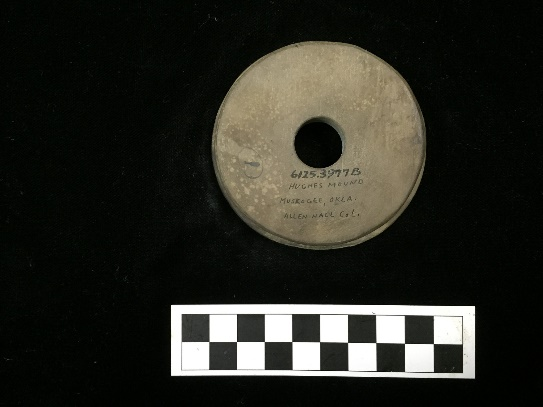 6125.3977B
HUGHES MOUND
MUSKOGEE, OKLA.
ALLEN HALL Col.